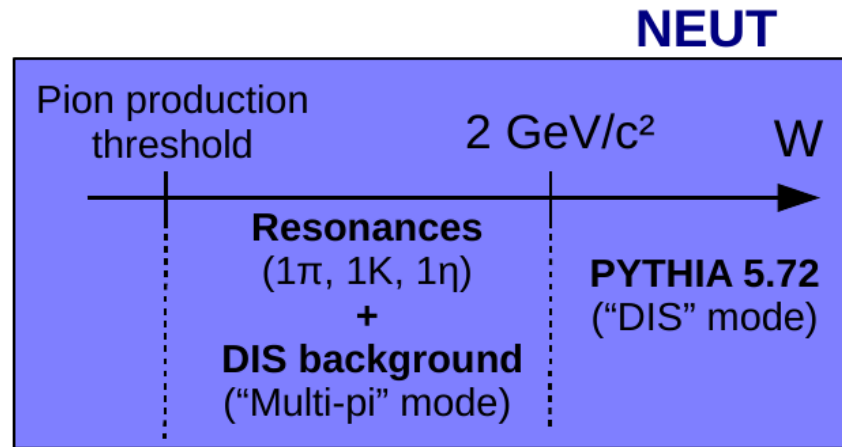 NEUT
Pion production
threshold
2 GeV/c²
W
Resonances
(1π, 1K, 1η)
+
DIS background
("Multi-pi" mode)
PYTHIA 5.72
("DIS" mode)